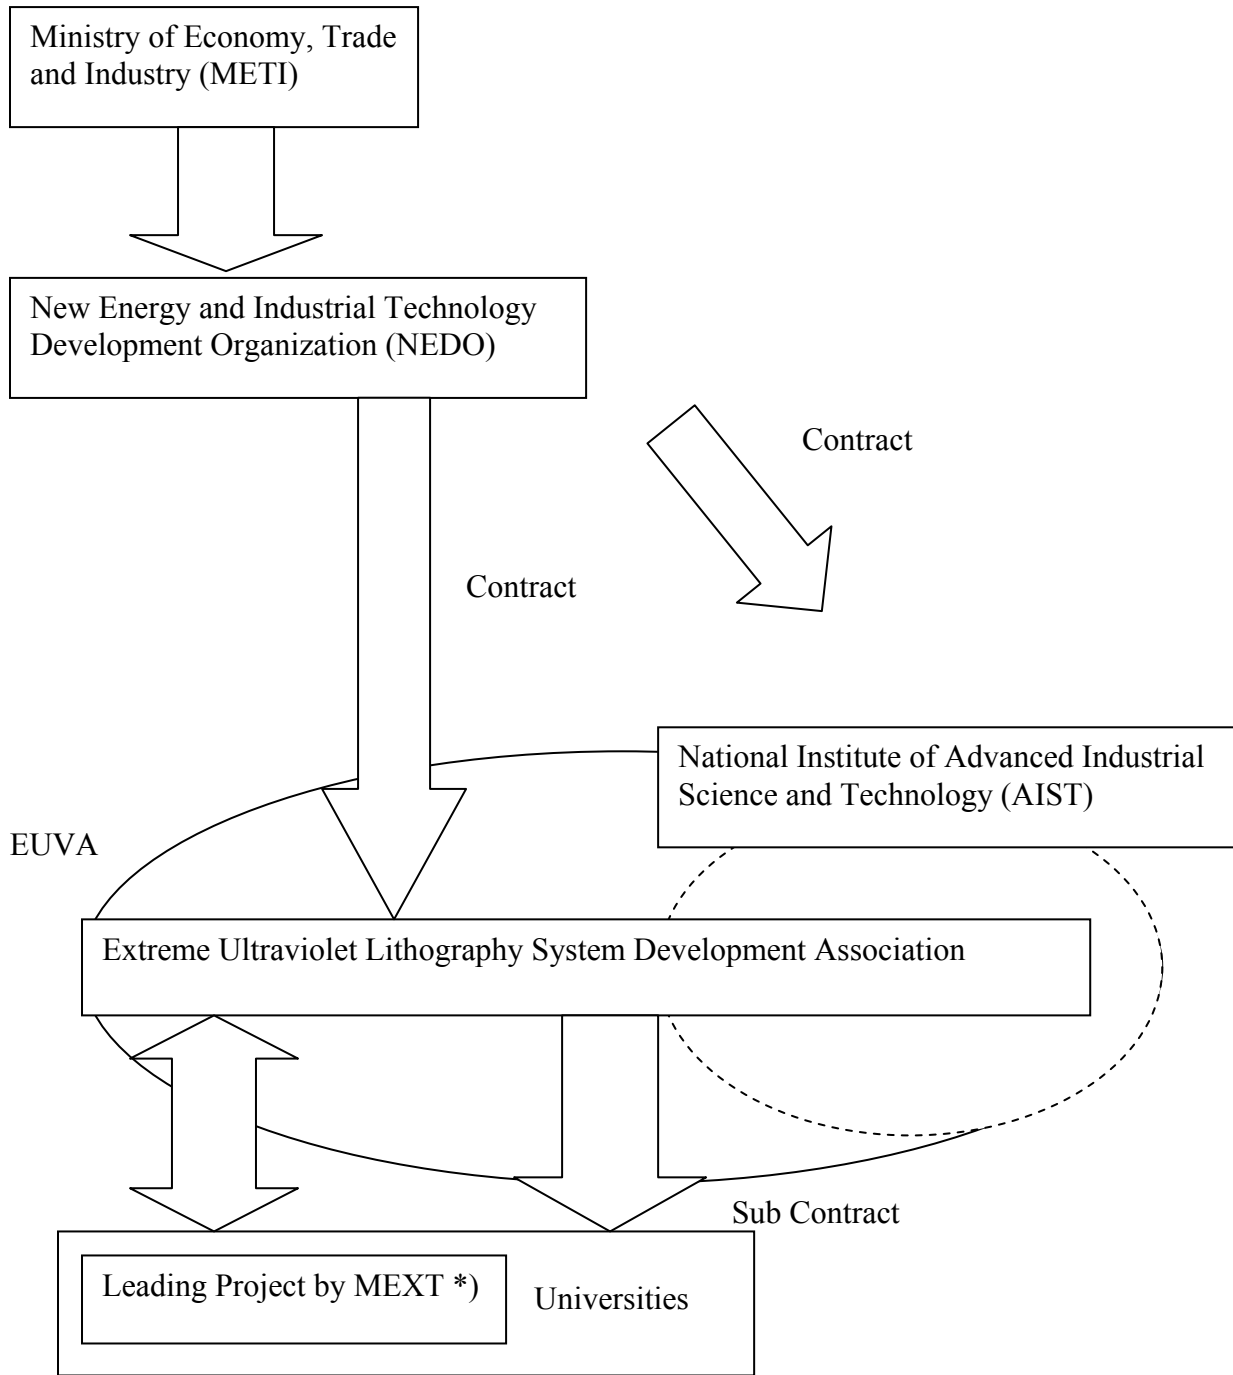 Ministry of Economy, Trade
and Industry (METI)
New Energy and Industrial Technology
Development Organization (NEDO)
Contract
Contract
National Institute of Advanced Industrial
Science and Technology (AIST)
EUVA
Extreme Ultraviolet Lithography System Development Association
Sub Contract
Leading Project by MEXT *)
Universities